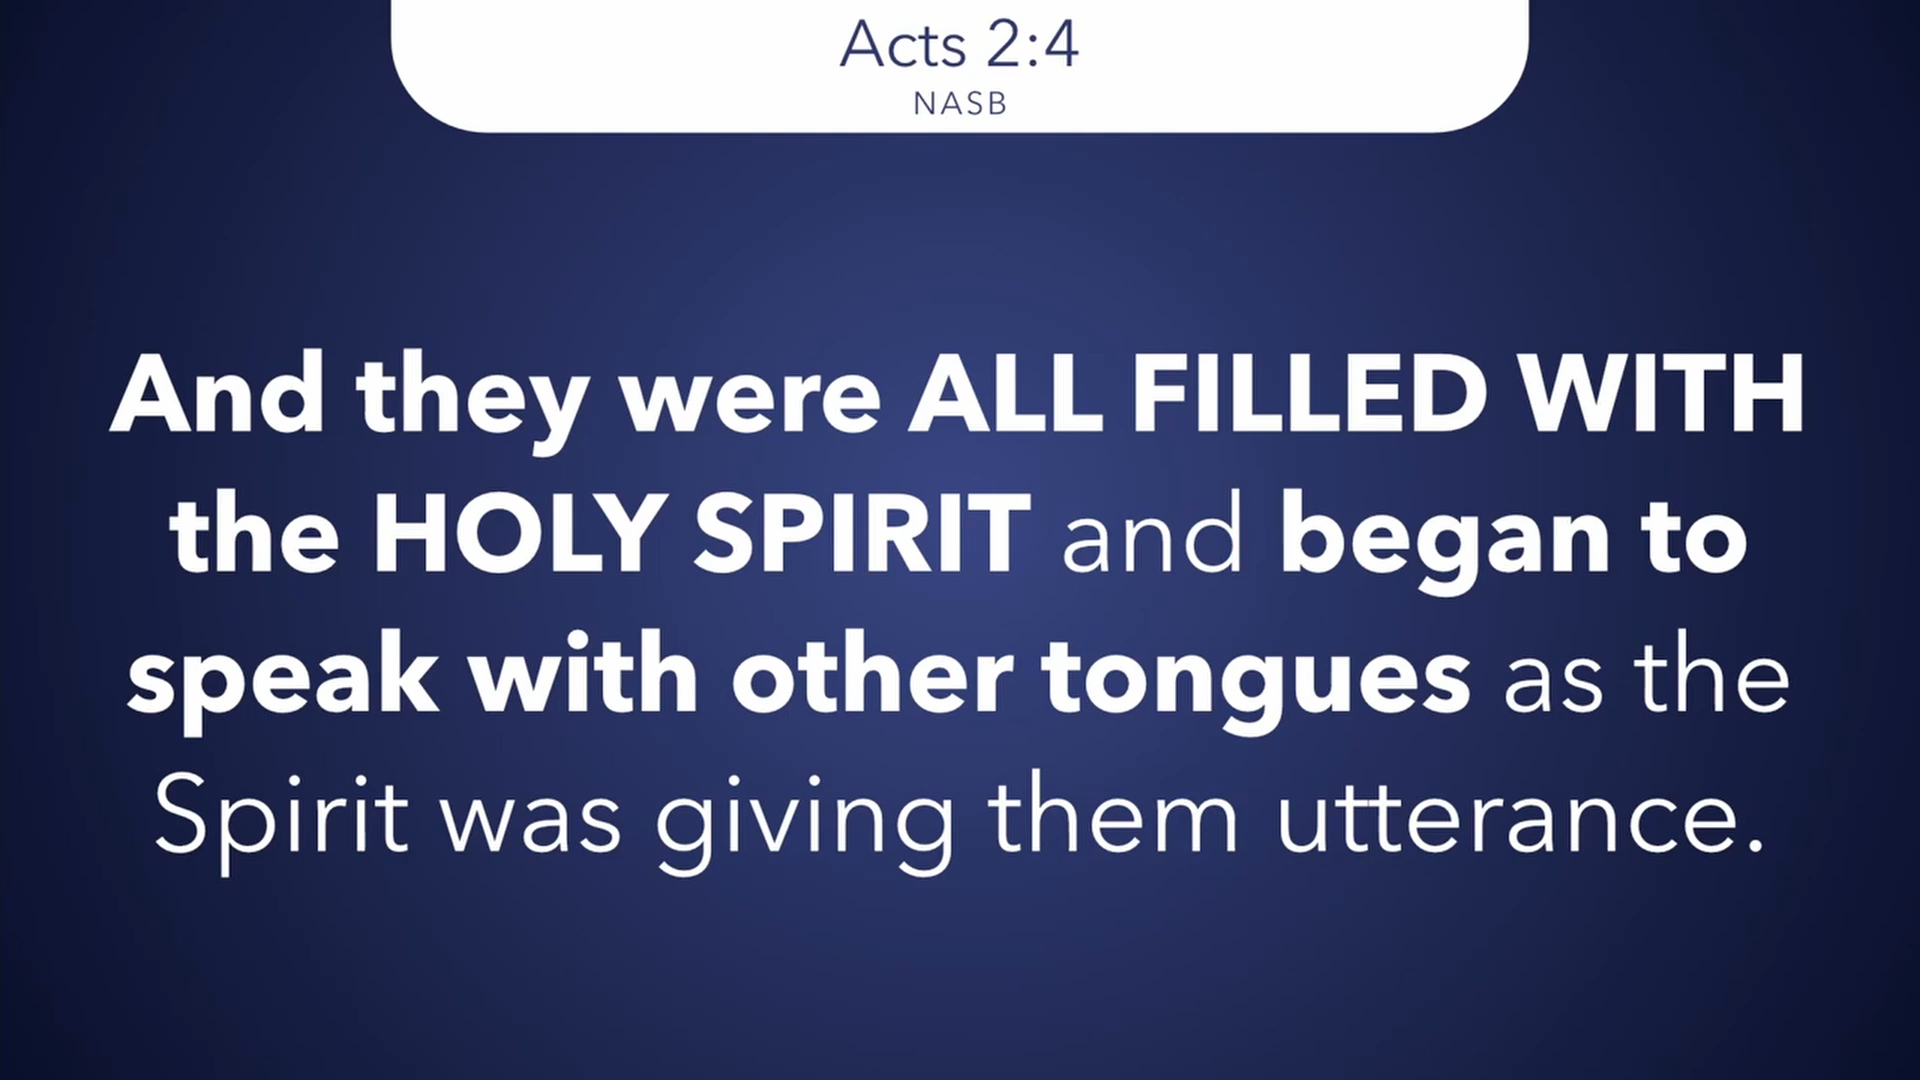 Acts 2:4
NASB
And they were ALL FILLED WITH
the HOLY SPIRIT and began to
speak with other tongues as the
Spirit was giving them utterance.